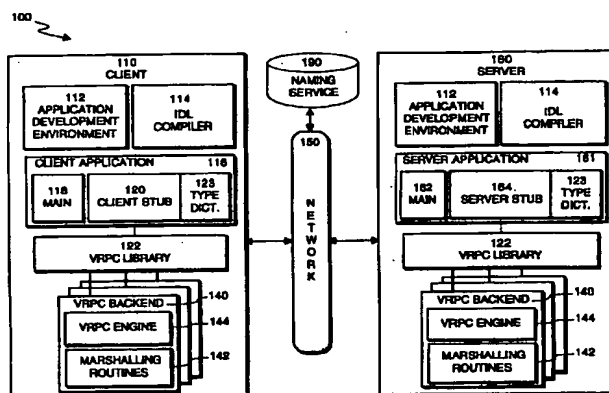 100
110
CLIENT
112
APPLICATION
DEVELOPMENT
ENVIRONMENT
114
IDL
COMPILER
CLIENT APPLICATION 116
118 MAIN
120
CLIENT STUB
123
TYPE
DICT.
122
VRPC LIBRARY
VRPC BACKEND
140
VRPC ENGINE
144
MARSHALLING
ROUTINES
142
190
NAMING
SERVICE
150
NETWORK
160
SERVER
112
APPLICATION
DEVELOPMENT
ENVIRONMENT
114
IDL
COMPILER
SERVER APPLICATION 161
162
MAIN
164.
SERVER STUB
123
TYPE
DICT.
122
VRPC LIBRARY
VRPC BACKEND
140
VRPC ENGINE
144
MARSHALLING
ROUTINES
142